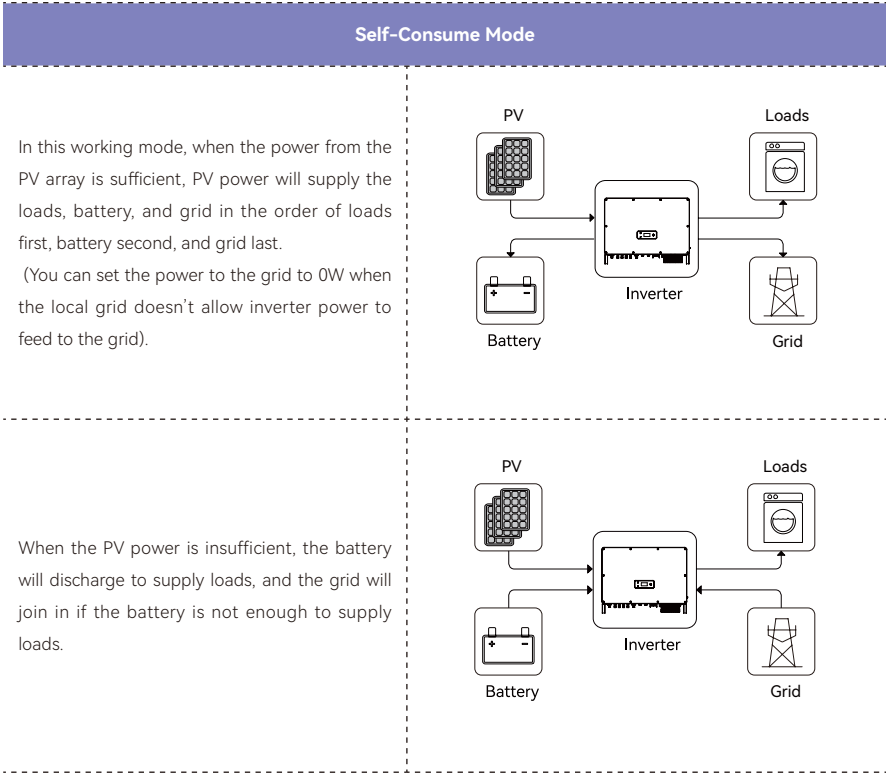 Self-Consume Mode
In this working mode, when the power from the
PV array is sufficient, PV power will supply the
loads, battery, and grid in the order of loads
first, battery second, and grid last.
(You can set the power to the grid to 0W when
the local grid doesn't allow inverter power to
feed to the grid).
PV
Loads
Inverter
Battery
Grid
When the PV power is insufficient, the battery
will discharge to supply loads, and the grid will
join in if the battery is not enough to supply
loads.
PV
Loads
Inverter
Battery
Grid